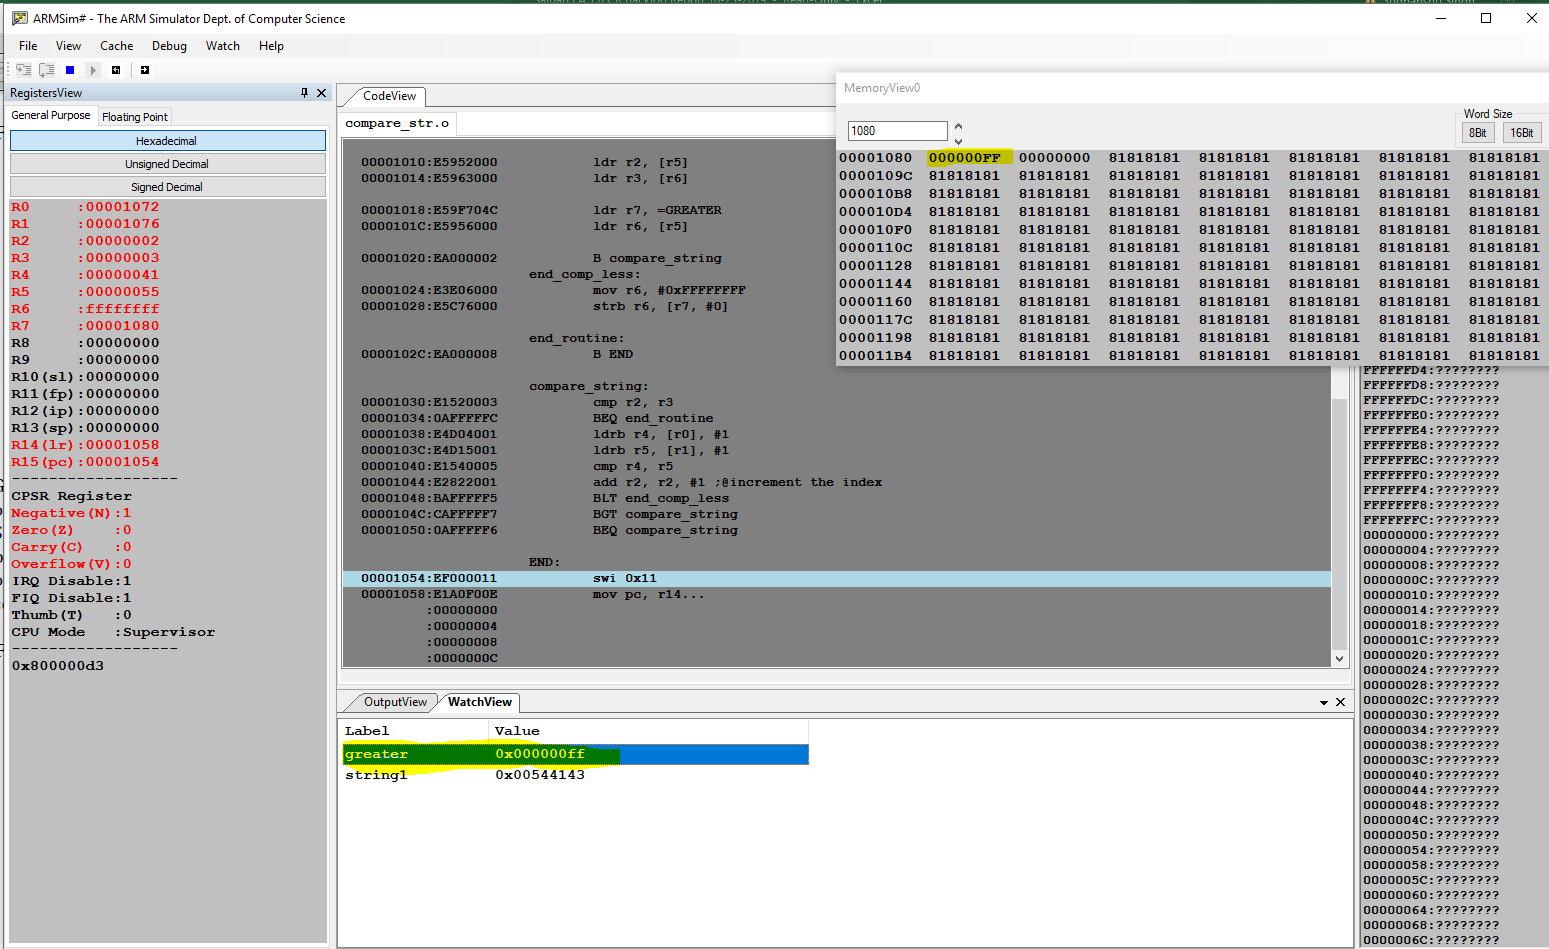 ARMSim# - The ARM Simulator Dept. of Computer Science
File View Cache Debug Watch Help
RegistersView
General Purpose Floating Point
Hexadecimal
Unsigned Decimal
Signed Decimal
R0 :00001072
R1 :00001076
R2 :00000002
R3 :00000003
R4 :00000041
R5 :00000055
R6 :ffffffff
R7 :00001080
R8 :00000000
R9 :00000000
R10(sl):00000000
R11(fp):00000000
R12(ip):00000000
R13(sp):00000000
R14(lr):00001058
R15(pc):00001054
------------------
CPSR Register
Negative(N):1
Zero(Z) :0
Carry(C) :0
Overflow(V):0
IRQ Disable:1
FIQ Disable:1
Thumb(T) :0
CPU Mode :Supervisor
------------------
0x800000d3
CodeView
compare_str.o
00001010:E5952000 ldr r2, [r5]
00001014:E5963000 ldr r3, [r6]
00001018:E59F704C ldr r7, =GREATER
0000101C:E5956000 ldr r6, [r5]
00001020:EA000002 B compare_string
end_comp_less:
00001024:E3E06000 mov r6, #0xFFFFFFFF
00001028:E5C76000 strb r6, [r7, #0]
end_routine:
0000102C:EA000008 B END
compare_string:
00001030:E1520003 cmp r2, r3
00001034:0AFFFFFC BEQ end_routine
00001038:E4D04001 ldrb r4, [r0], #1
0000103C:E4D15001 ldrb r5, [r1], #1
00001040:E1540005 cmp r4, r5
00001044:E2822001 add r2, r2, #1 ;@increment the index
00001048:BAFFFFF5 BLT end_comp_less
0000104C:CAFFFFF7 BGT compare_string
00001050:0AFFFFF6 BEQ compare_string
END:
00001054:EF000011 swi 0x11
00001058:E1A0F00E mov pc, r14...
:00000000
:00000004
:00000008
:0000000C
OutputView WatchView
Label Value
greater 0x000000ff
string1 0x00544143
MemoryView0
1080
Word Size
8Bit 16Bit
00001080 000000FF 00000000 81818181 81818181 81818181 81818181 81818181
0000109C 81818181 81818181 81818181 81818181 81818181 81818181 81818181
000010B8 81818181 81818181 81818181 81818181 81818181 81818181 81818181
000010D4 81818181 81818181 81818181 81818181 81818181 81818181 81818181
000010F0 81818181 81818181 81818181 81818181 81818181 81818181 81818181
0000110C 81818181 81818181 81818181 81818181 81818181 81818181 81818181
00001128 81818181 81818181 81818181 81818181 81818181 81818181 81818181
00001144 81818181 81818181 81818181 81818181 81818181 81818181 81818181
00001160 81818181 81818181 81818181 81818181 81818181 81818181 81818181
0000117C 81818181 81818181 81818181 81818181 81818181 81818181 81818181
00001198 81818181 81818181 81818181 81818181 81818181 81818181 81818181
000011B4 81818181 81818181 81818181 81818181 81818181 81818181 81818181
FFFFFFD4:????????
FFFFFFD8:????????
FFFFFFDC:????????
FFFFFFE0:????????
FFFFFFE4:????????
FFFFFFE8:????????
FFFFFFEC:????????
FFFFFFF0:????????
FFFFFFF4:????????
FFFFFFF8:????????
FFFFFFFC:????????
00000000:????????
00000004:????????
00000008:????????
0000000C:????????
00000010:????????
00000014:????????
00000018:????????
0000001C:????????
00000020:????????
00000024:????????
00000028:????????
0000002C:????????
00000030:????????
00000034:????????
00000038:????????
0000003C:????????
00000040:????????
00000044:????????
00000048:????????
0000004C:????????
00000050:????????
00000054:????????
00000058:????????
0000005C:????????
00000060:????????
00000064:????????
00000068:????????
0000006C:????????